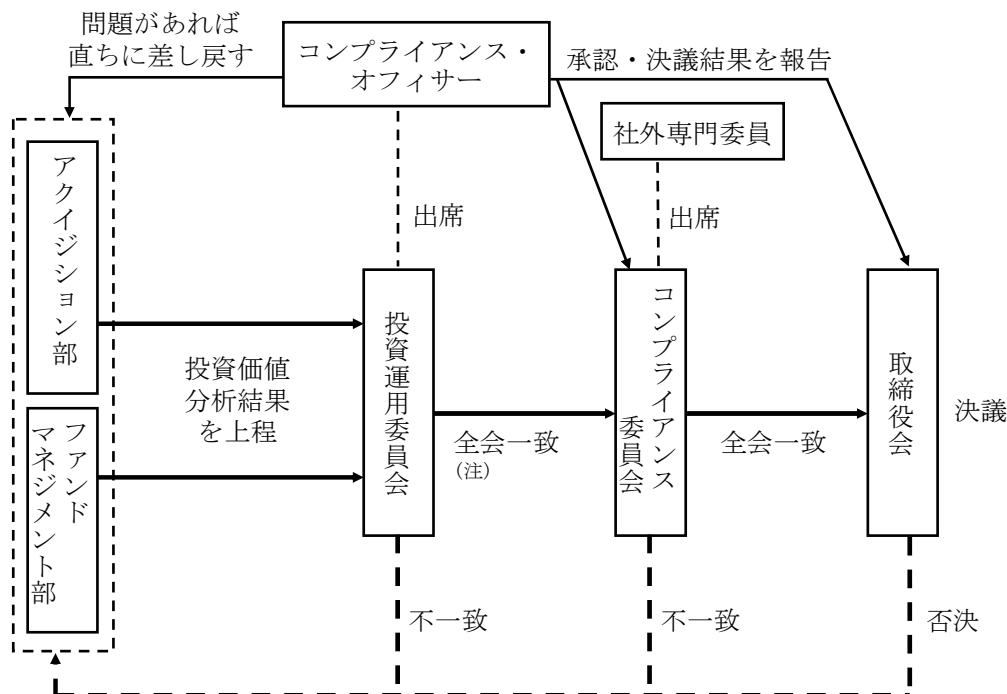 問題があれば
直ちに差し戻す
コンプライアンス・
オフィサー
承認・決議結果を報告
社外専門委員
出席
出席
アクイジション部
ファンド
マネジメント部
投資価値
分析結果
を上程
投資運用委員会
全会一致
(注)
コンプライアンス
委員会
全会一致
取締役会
決議
不一致
不一致
否決